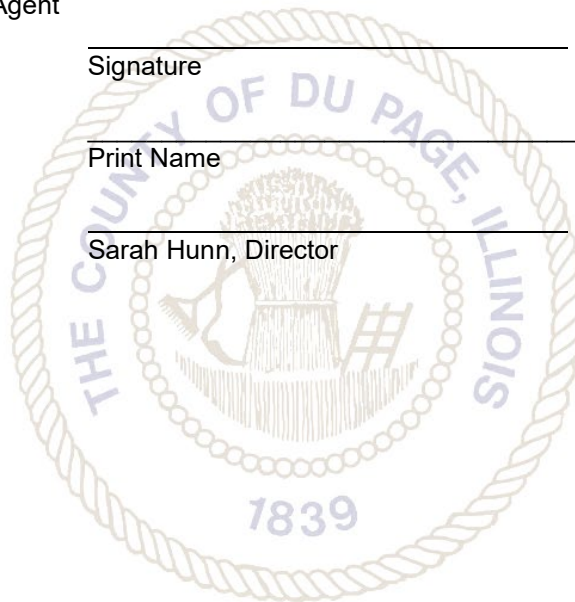 Agent
Signature
Print Name
Sarah Hunn, Director
THE COUNTY OF DU PAGE, ILLINOIS
1839